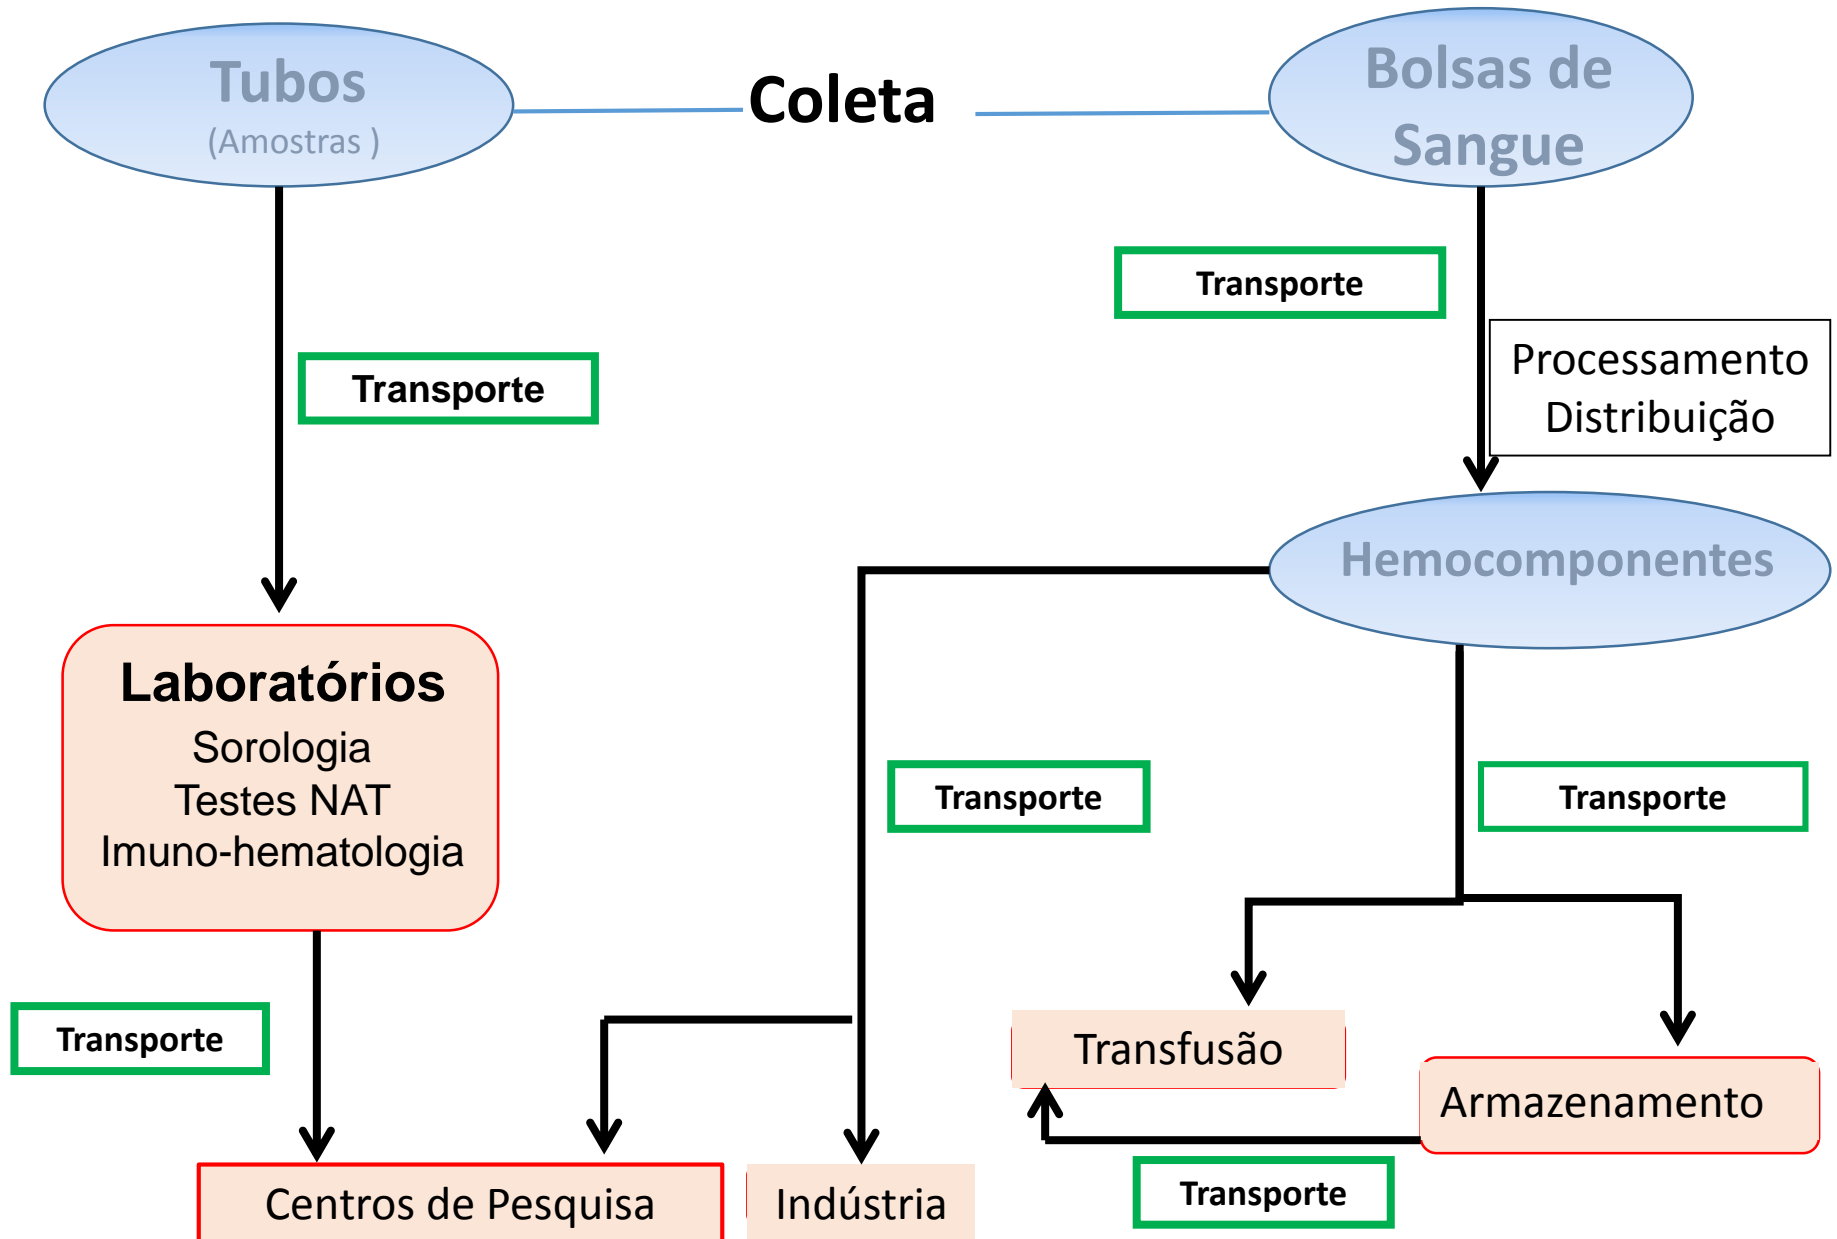 Tubos
(Amostras )
Coleta
Bolsas de
Sangue
Transporte
Transporte
Processamento
Distribuição
Hemocomponentes
Laboratórios
Sorologia
Testes NAT
Imuno-hematologia
Transporte
Transporte
Transporte
Transfusão
Armazenamento
Transporte
Centros de Pesquisa
Indústria